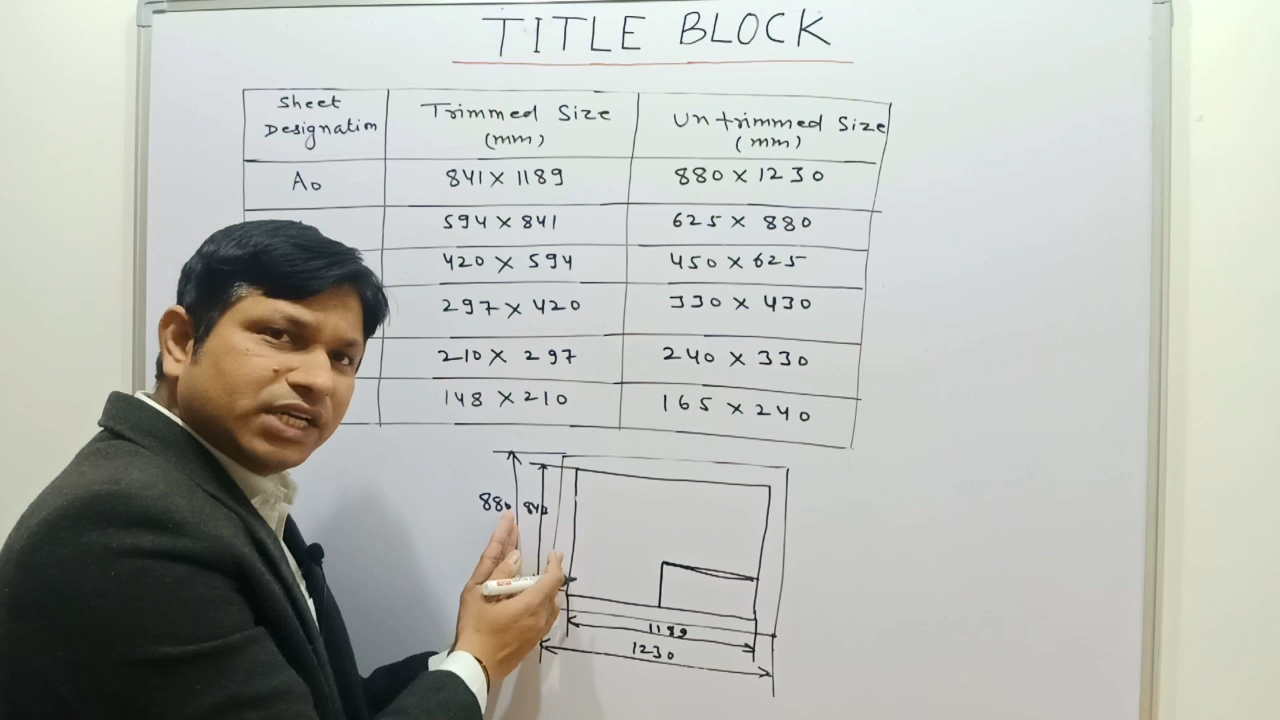 TITLE BLOCK
Sheet Designation Trimmed Size (mm) Untrimmed Size (mm)
A0 841 X 1189 880 X 1230
594 X 841 625 X 880
420 X 594 450 X 625
297 X 420 330 X 430
210 X 297 240 X 330
148 X 210 165 X 240
880
1189
1230